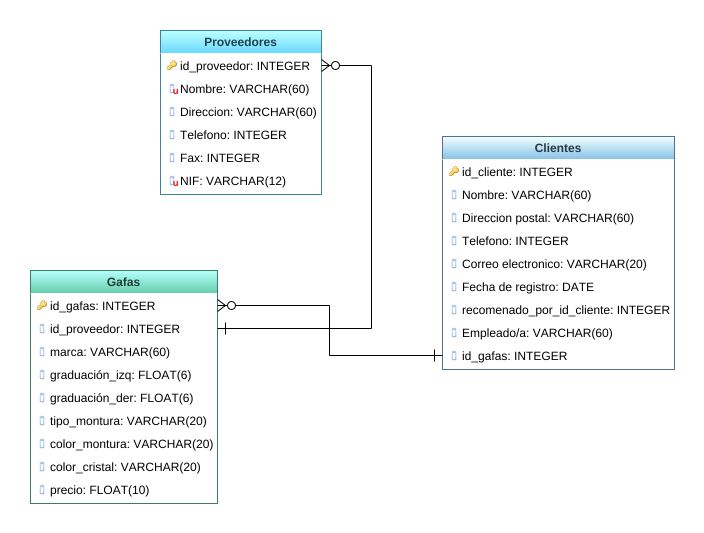 Proveedores
id_proveedor: INTEGER
Nombre: VARCHAR(60)
Direccion: VARCHAR(60)
Telefono: INTEGER
Fax: INTEGER
NIF: VARCHAR(12)
Clientes
id_cliente: INTEGER
Nombre: VARCHAR(60)
Direccion postal: VARCHAR(60)
Telefono: INTEGER
Correo electronico: VARCHAR(20)
Fecha de registro: DATE
recomenado_por_id_cliente: INTEGER
Empleado/a: VARCHAR(60)
id_gafas: INTEGER
Gafas
id_gafas: INTEGER
id_proveedor: INTEGER
marca: VARCHAR(60)
graduación_izq: FLOAT(6)
graduación_der: FLOAT(6)
tipo_montura: VARCHAR(20)
color_montura: VARCHAR(20)
color_cristal: VARCHAR(20)
precio: FLOAT(10)